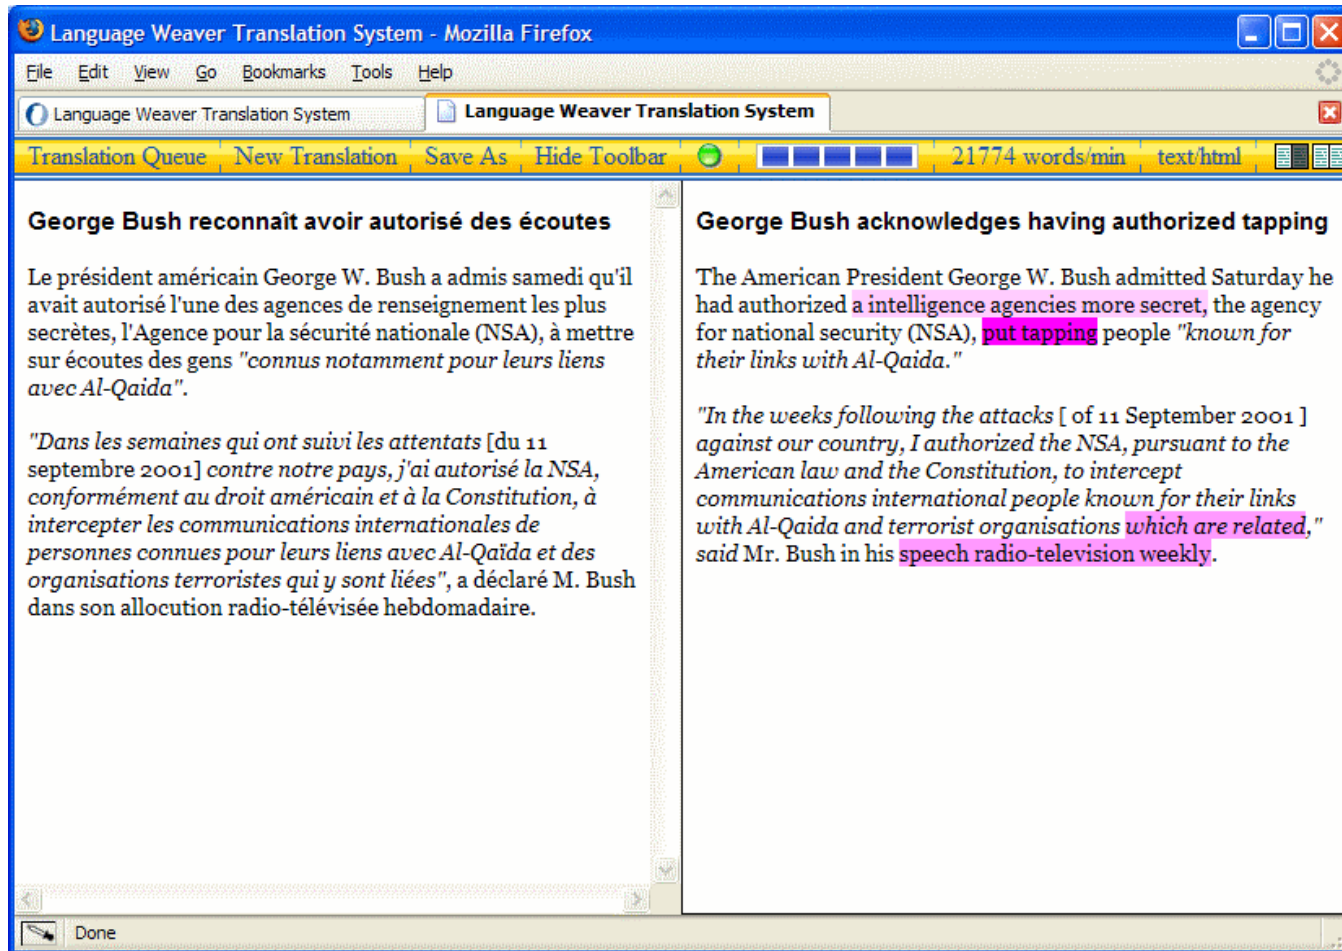 Language Weaver Translation System - Mozilla Firefox
File Edit View Go Bookmarks Tools Help
Language Weaver Translation System
Language Weaver Translation System
Translation Queue New Translation Save As Hide Toolbar 21774 words/min text/html
George Bush reconnaît avoir autorisé des écoutes
Le président américain George W. Bush a admis samedi qu'il
avait autorisé l'une des agences de renseignement les plus
secrètes, l'Agence pour la sécurité nationale (NSA), à mettre
sur écoutes des gens "connus notamment pour leurs liens
avec Al-Qaida".
"Dans les semaines qui ont suivi les attentats [du 11
septembre 2001] contre notre pays, j'ai autorisé la NSA,
conformément au droit américain et à la Constitution, à
intercepter les communications internationales de
personnes connues pour leurs liens avec Al-Qaïda et des
organisations terroristes qui y sont liées", a déclaré M. Bush
dans son allocution radio-télévisée hebdomadaire.
George Bush acknowledges having authorized tapping
The American President George W. Bush admitted Saturday he
had authorized a intelligence agencies more secret, the agency
for national security (NSA), put tapping people "known for
their links with Al-Qaida."
"In the weeks following the attacks [ of 11 September 2001 ]
against our country, I authorized the NSA, pursuant to the
American law and the Constitution, to intercept
communications international people known for their links
with Al-Qaida and terrorist organisations which are related,"
said Mr. Bush in his speech radio-television weekly.
Done